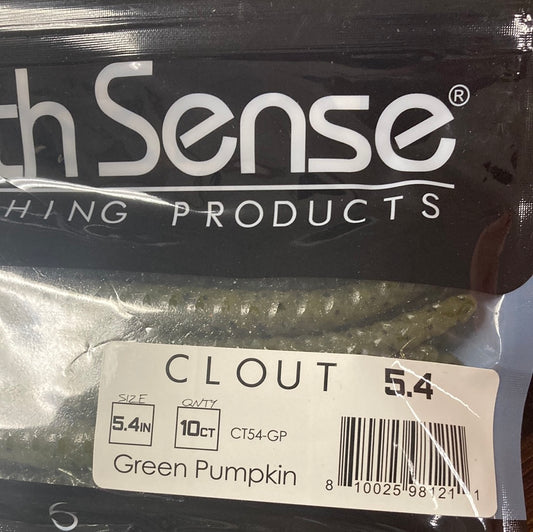 th Sense®
HING PRODUCTS
CLOUT 5.4
SIZE QNTY
5.4IN 10CT CT54-GP
Green Pumpkin
8 10025 98121 1